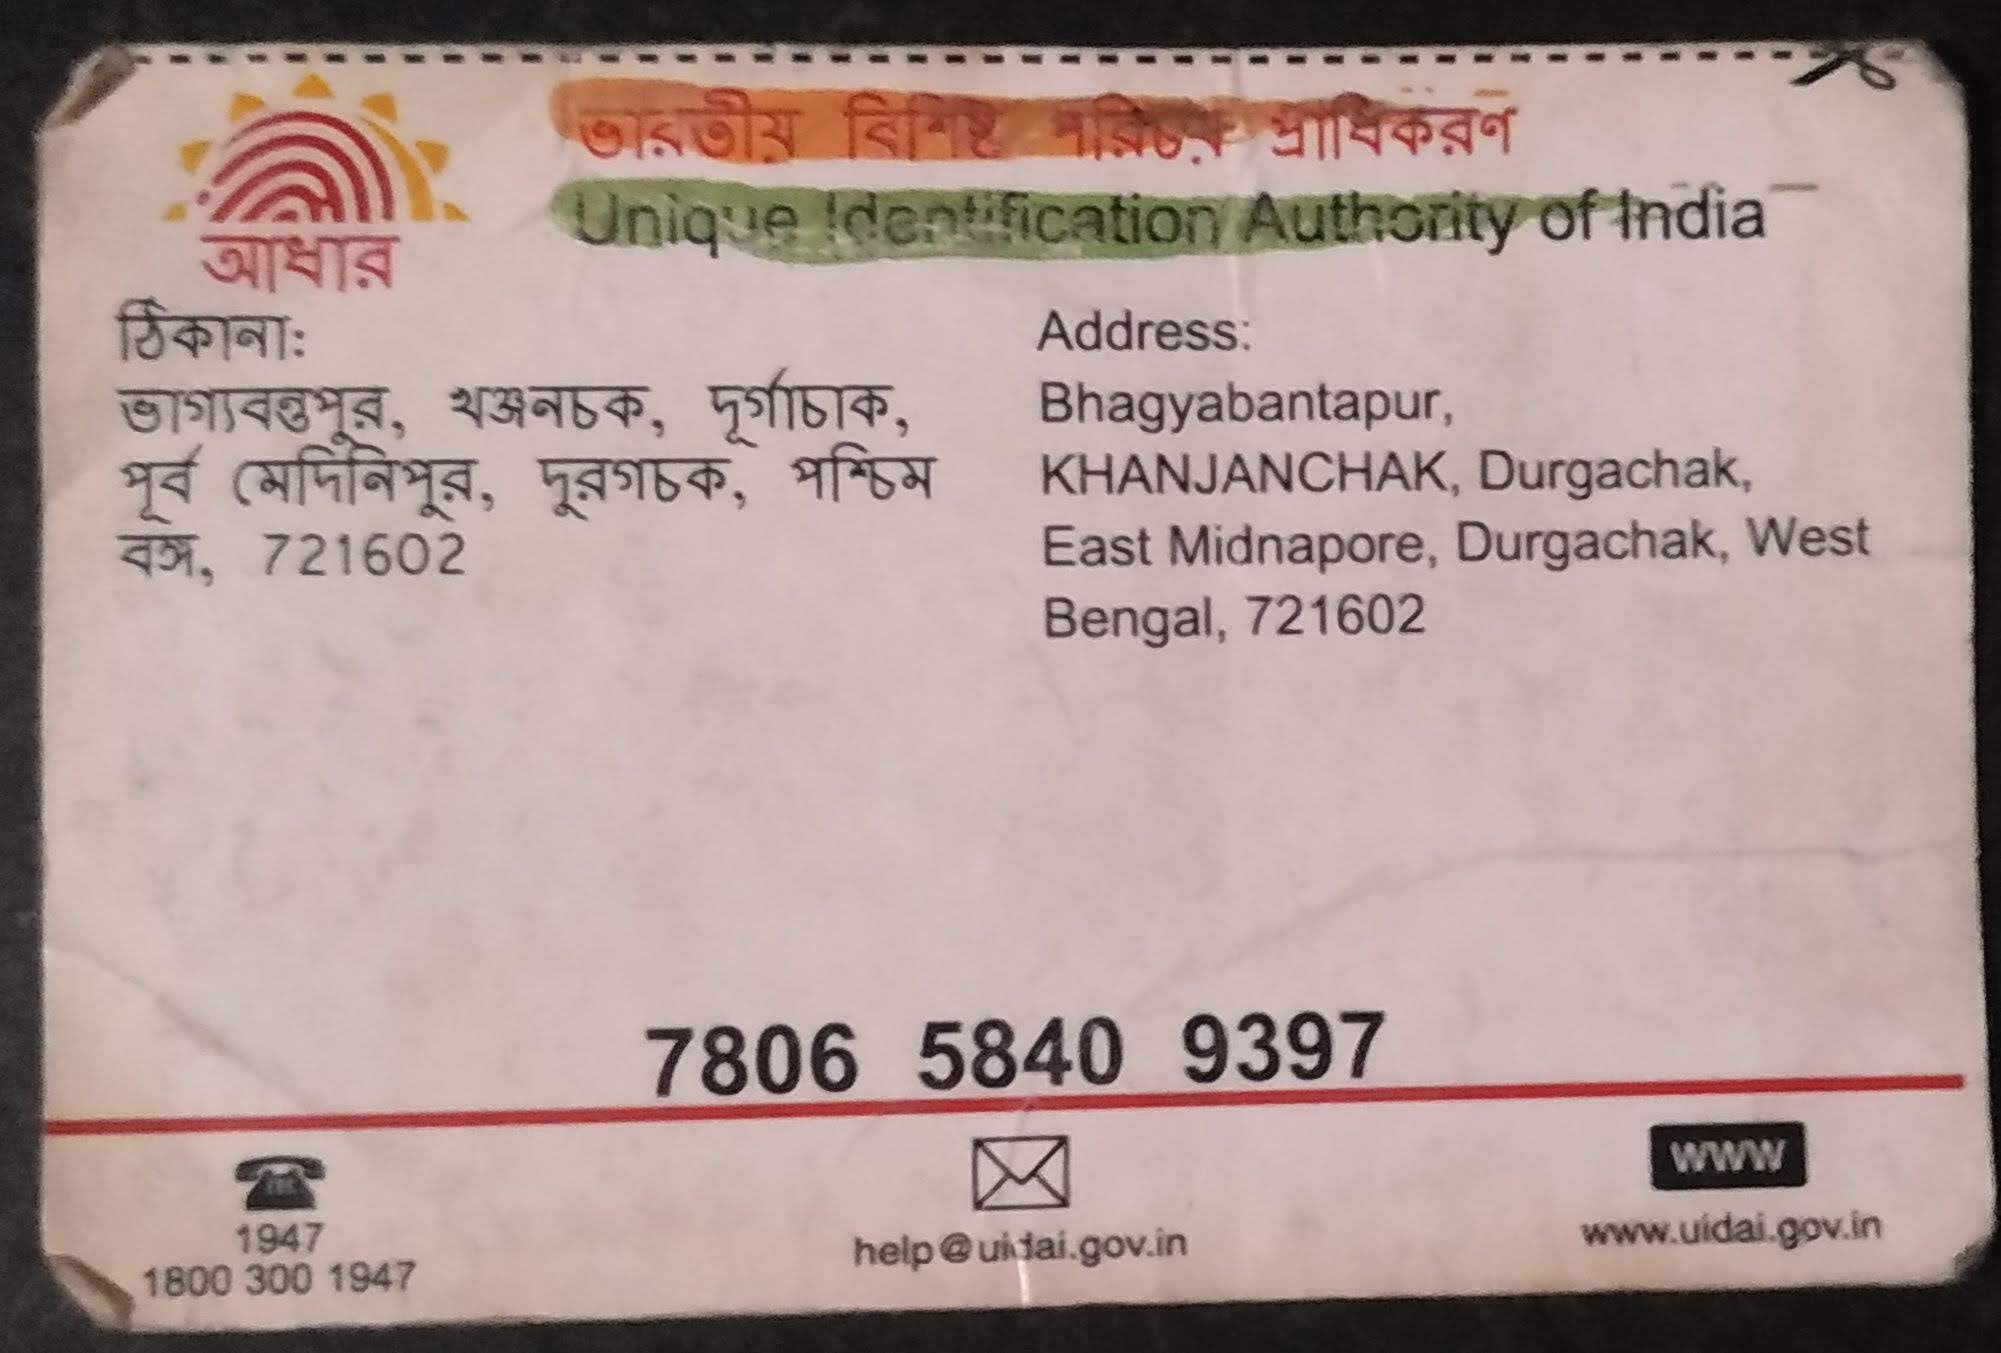 ভারতীয় বিশিষ্ট পরিচয় প্রাধিকরণ
Unique Identification Authority of India
আধার
ঠিকানা:
ভাগ্যবন্তপুর, খঞ্জনচক, দূর্গাচাক,
পূর্ব মেদিনিপুর, দূরগচক, পশ্চিম
বঙ্গ, 721602
Address:
Bhagyabantapur,
KHANJANCHAK, Durgachak,
East Midnapore, Durgachak, West
Bengal, 721602
7806 5840 9397
1947
1800 300 1947
help@uidai.gov.in
www
www.uidai.gov.in